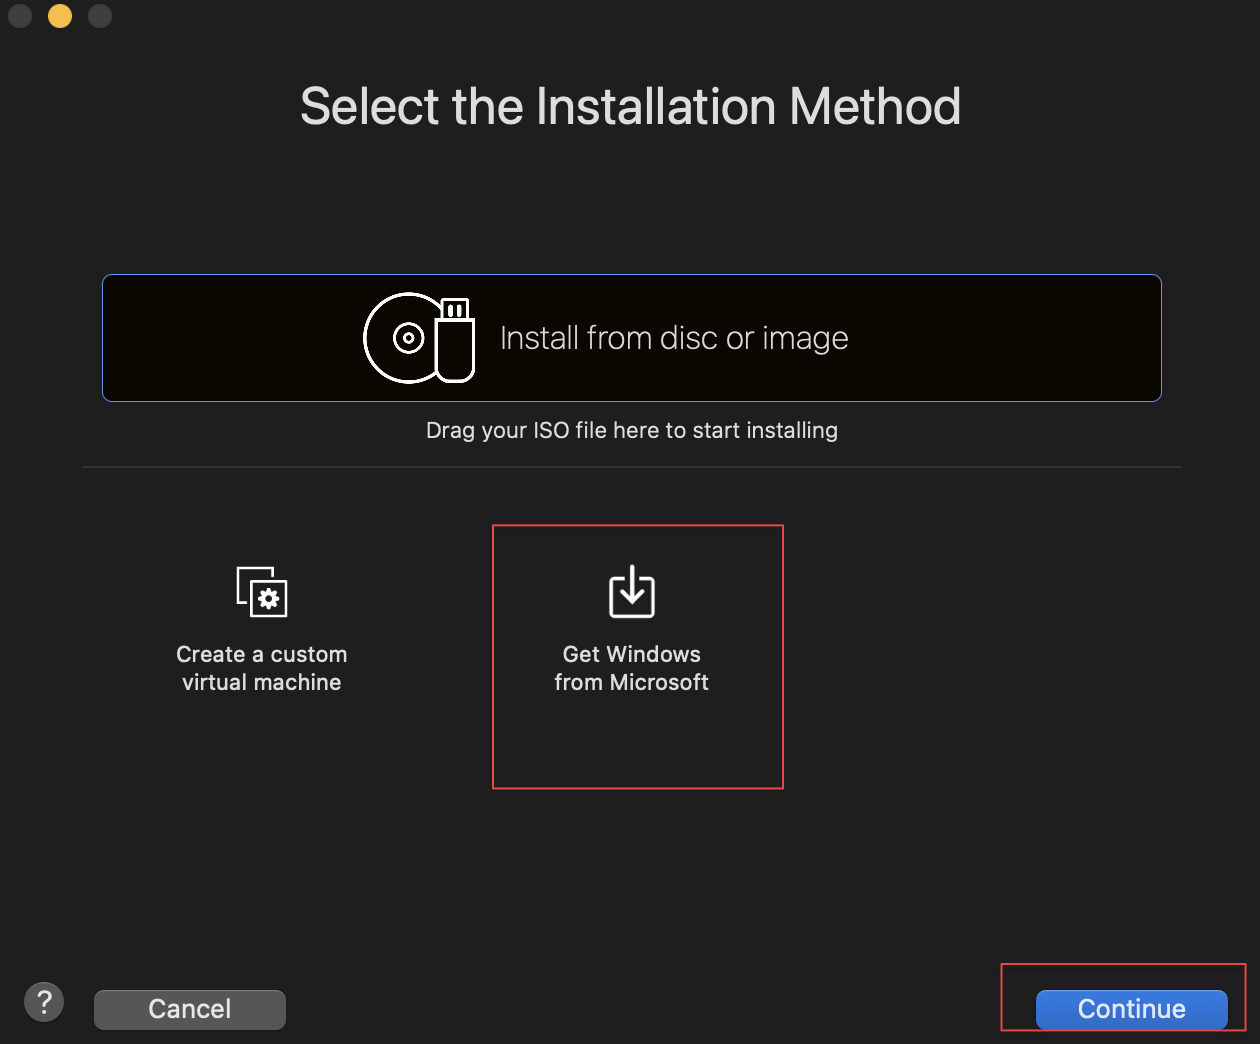 Select the Installation Method
Install from disc or image
Drag your ISO file here to start installing
Create a custom
virtual machine
Get Windows
from Microsoft
?
Cancel
Continue